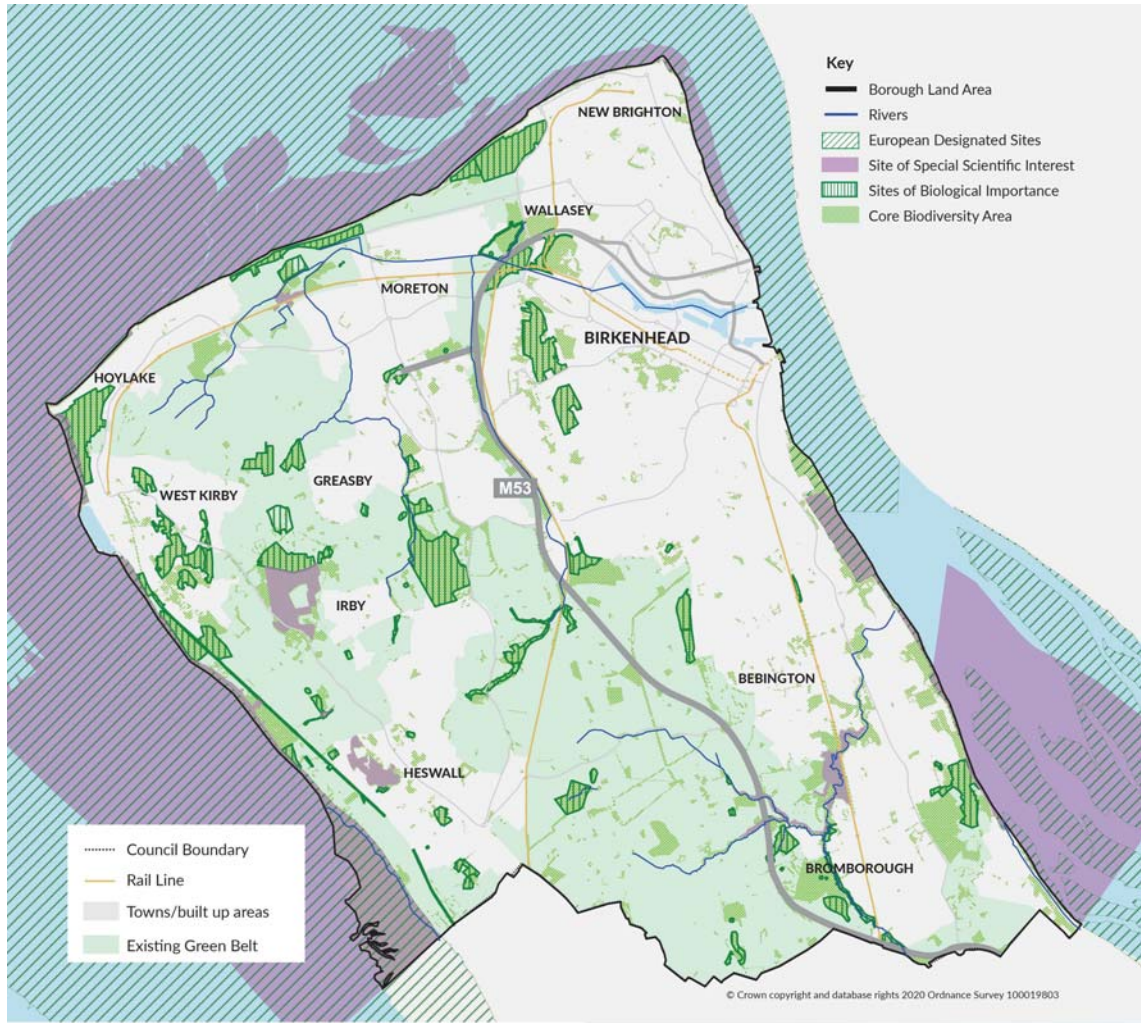 Key
Borough Land Area
Rivers
European Designated Sites
Site of Special Scientific Interest
Sites of Biological Importance
Core Biodiversity Area
NEW BRIGHTON
WALLASEY
MORETON
BIRKENHEAD
HOYLAKE
GREASBY
WEST KIRBY
M53
IRBY
BEBINGTON
HESWALL
BROMBOROUGH
Council Boundary
Rail Line
Towns/built up areas
Existing Green Belt
© Crown copyright and database rights 2020 Ordnance Survey 100019803